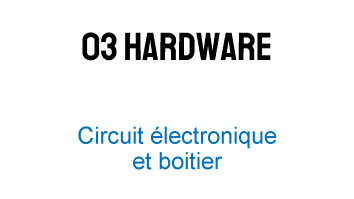 03 HARDWARE
Circuit électronique
et boitier